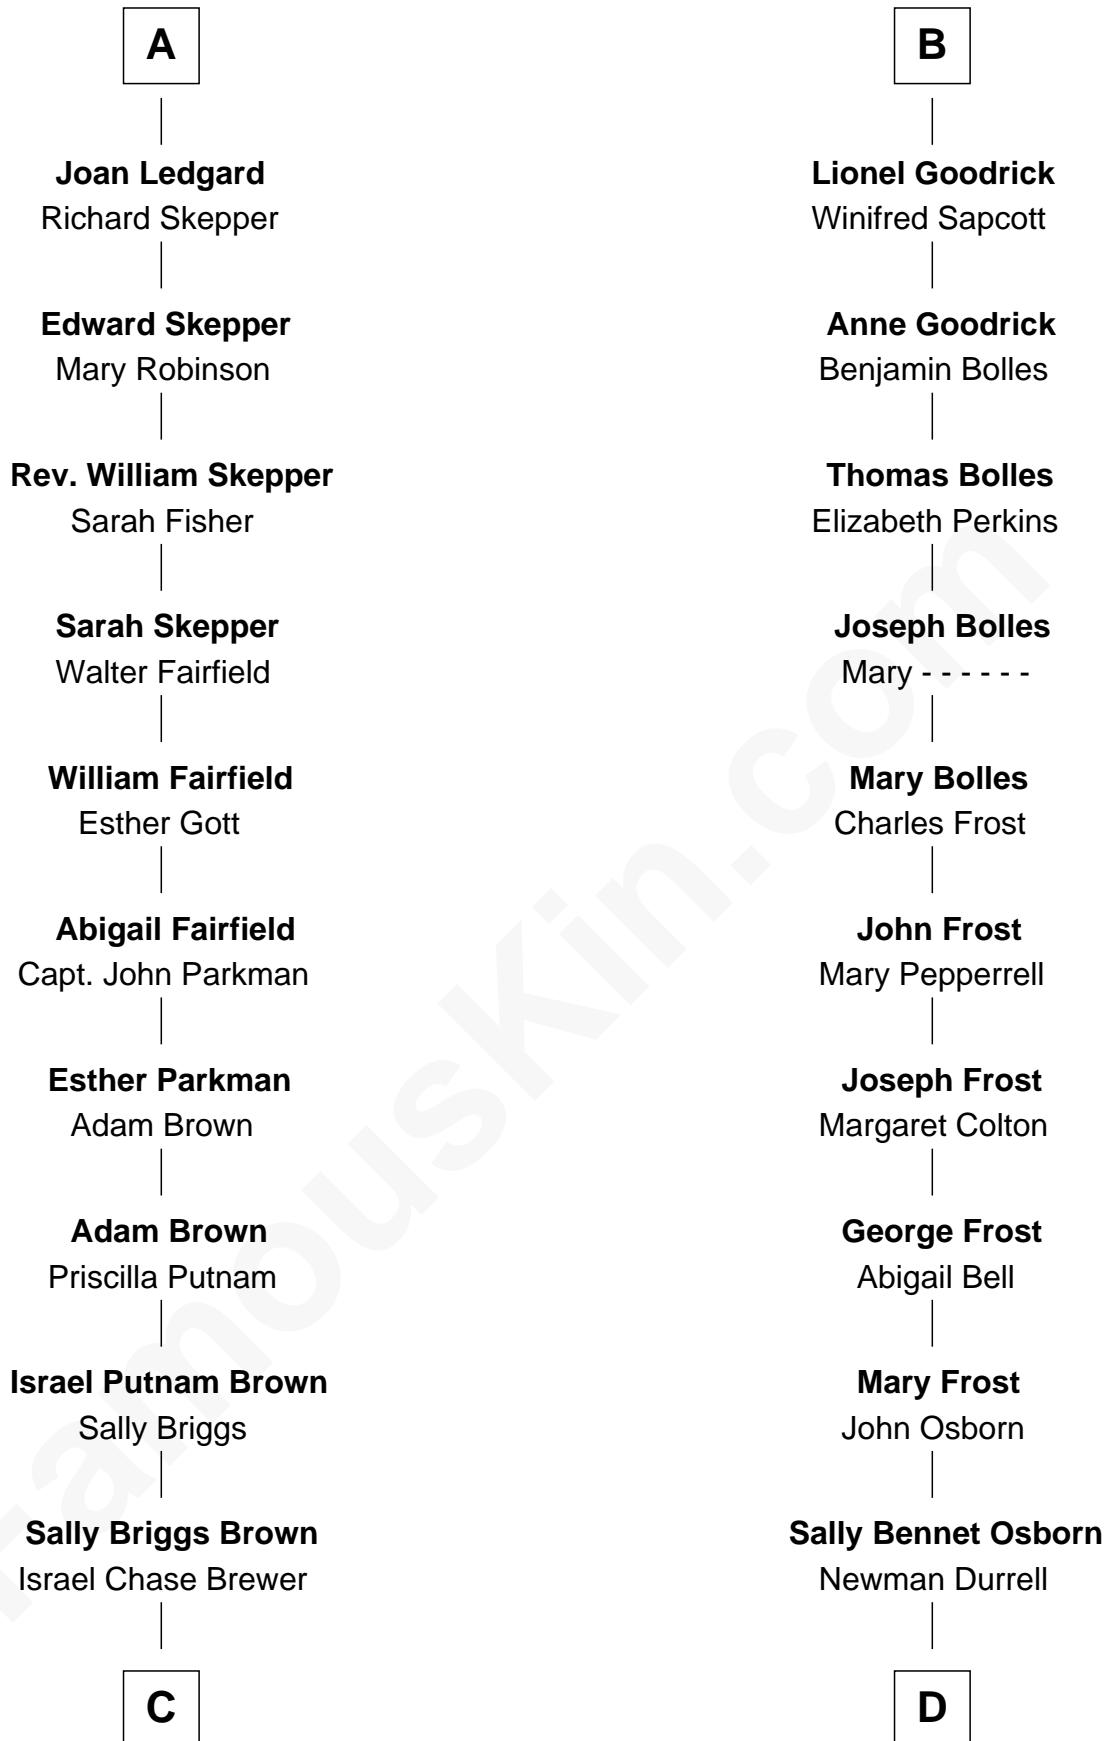 A
Joan Ledgard
Richard Skepper
Edward Skepper
Mary Robinson
Rev. William Skepper
Sarah Fisher
Sarah Skepper
Walter Fairfield
William Fairfield
Esther Gott
Abigail Fairfield
Capt. John Parkman
Esther Parkman
Adam Brown
Adam Brown
Priscilla Putnam
Israel Putnam Brown
Sally Briggs
Sally Briggs Brown
Israel Chase Brewer
C
B
Lionel Goodrick
Winifred Sapcott
Anne Goodrick
Benjamin Bolles
Thomas Bolles
Elizabeth Perkins
Joseph Bolles
Mary - - - - - -
Mary Bolles
Charles Frost
John Frost
Mary Pepperrell
Joseph Frost
Margaret Colton
George Frost
Abigail Bell
Mary Frost
John Osborn
Sally Bennet Osborn
Newman Durrell
D
FamousKin.com